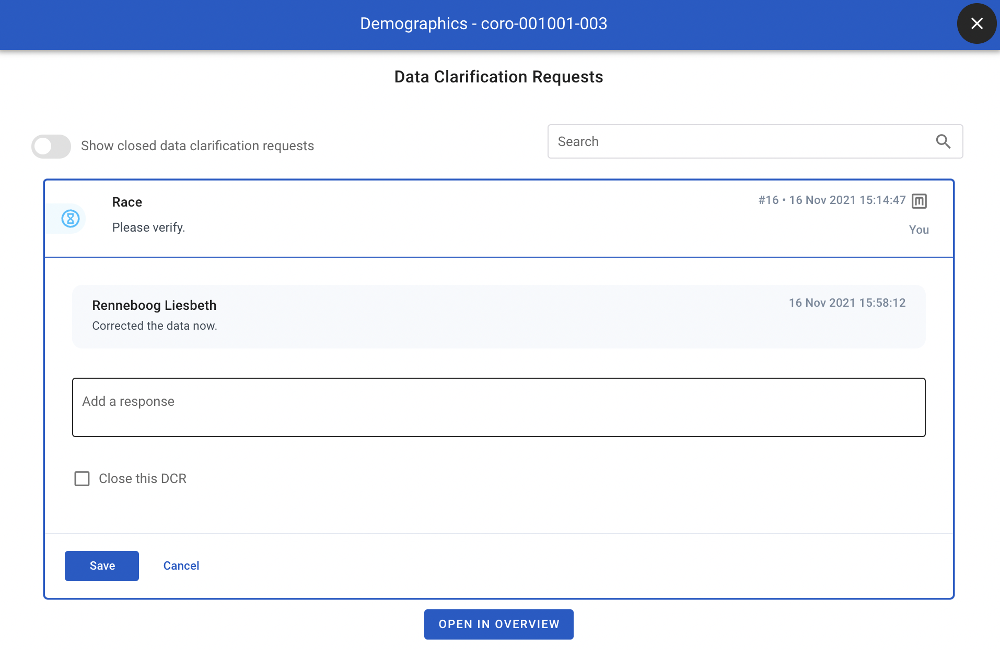 Demographics - coro-001001-003
Data Clarification Requests
Show closed data clarification requests
Search
Race
#16 • 16 Nov 2021 15:14:47
Please verify.
You
Renneboog Liesbeth
16 Nov 2021 15:58:12
Corrected the data now.
Add a response
Close this DCR
Save
Cancel
OPEN IN OVERVIEW